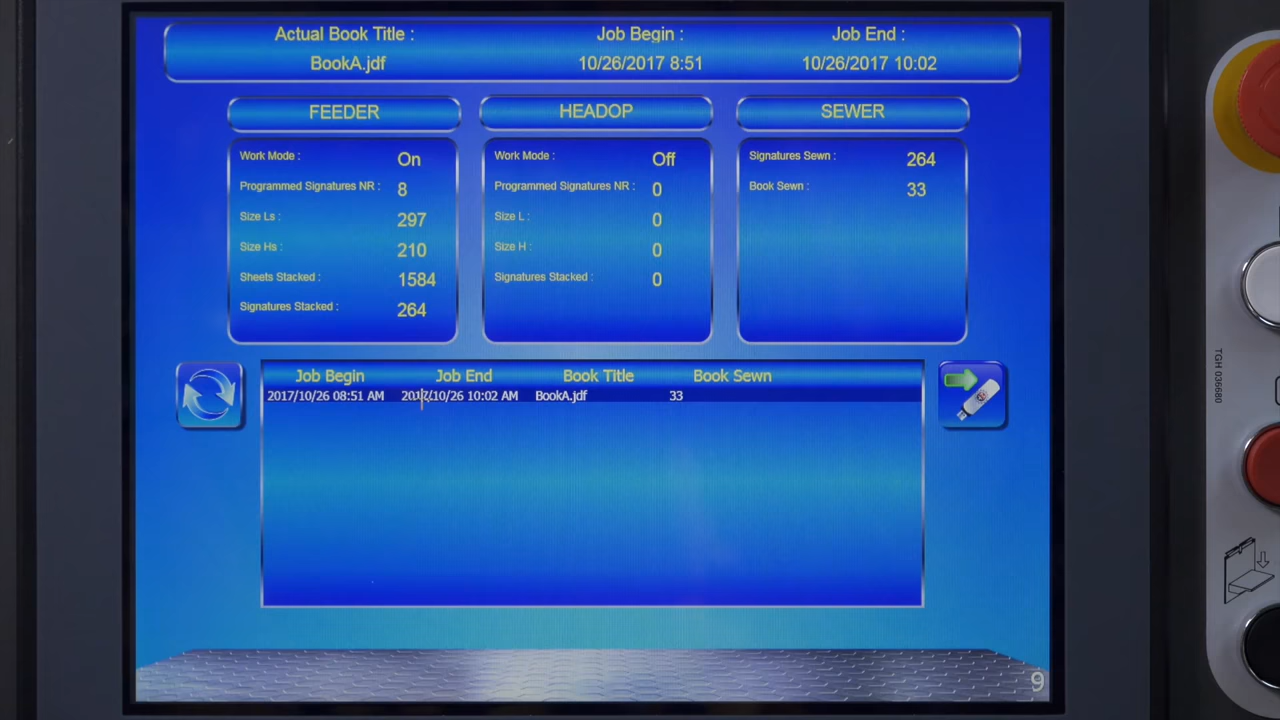 Actual Book Title : Job Begin : Job End :
BookA.jdf 10/26/2017 8:51 10/26/2017 10:02
FEEDER HEADOP SEWER
Work Mode : On Work Mode : Off Signatures Sewn : 264
Programmed Signatures NR : 8 Programmed Signatures NR : 0 Book Sewn : 33
Size Ls : 297 Size L : 0
Size Hs : 210 Size H : 0
Sheets Stacked : 1584 Signatures Stacked : 0
Signatures Stacked : 264
Job Begin Job End Book Title Book Sewn
2017/10/26 08:51 AM 2017/10/26 10:02 AM BookA.jdf 33
TGH 036680
9